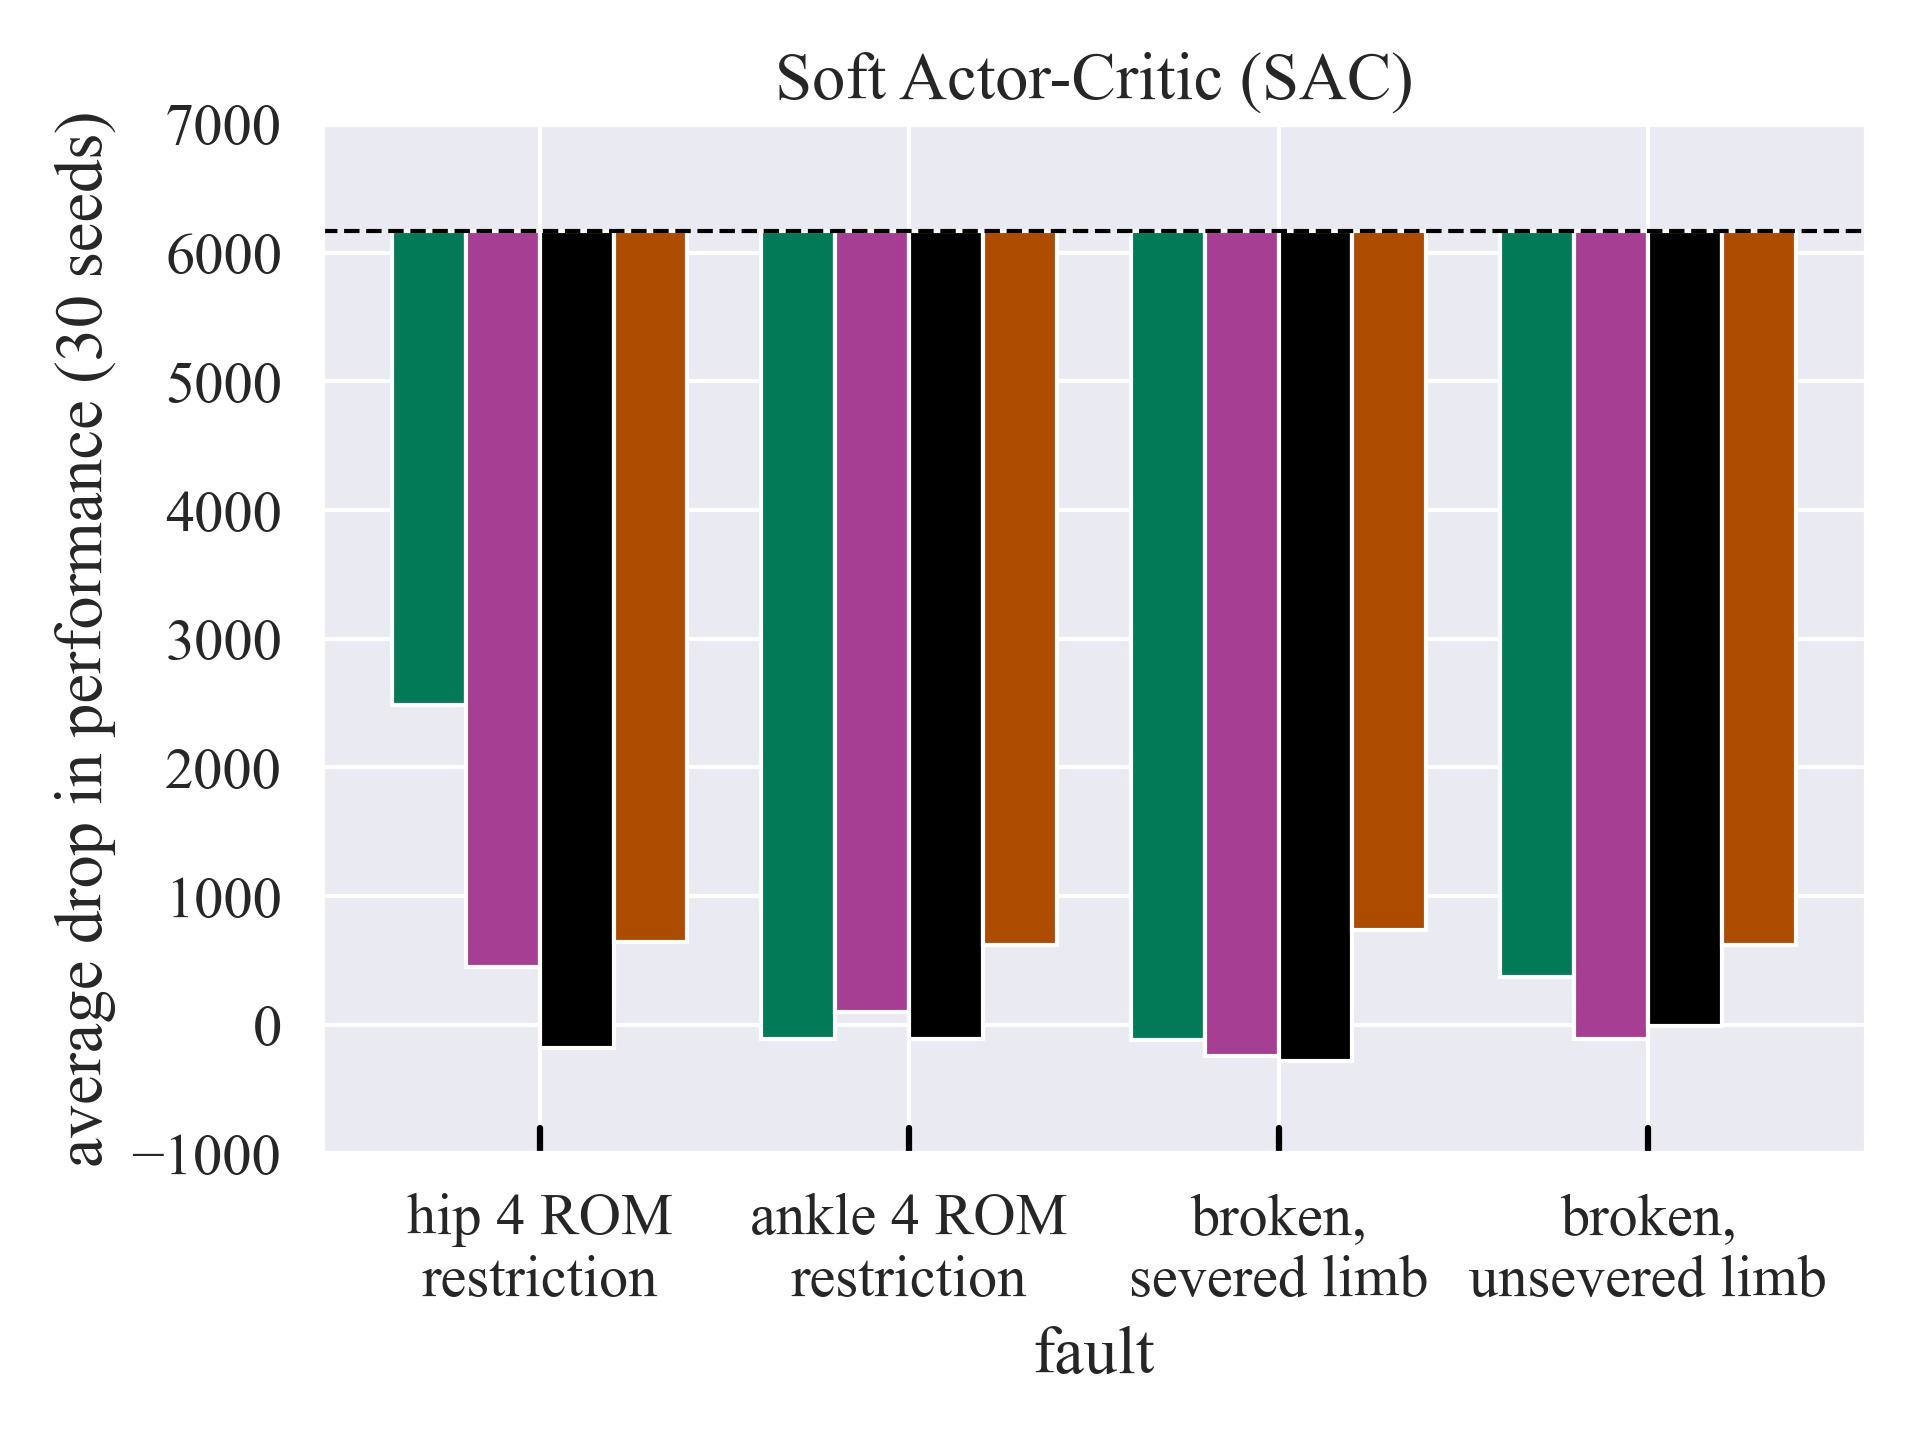 Soft Actor-Critic (SAC)
average drop in performance (30 seeds)
7000
6000
5000
4000
3000
2000
1000
0
−1000
hip 4 ROM
restriction
ankle 4 ROM
restriction
broken,
severed limb
broken,
unsevered limb
fault